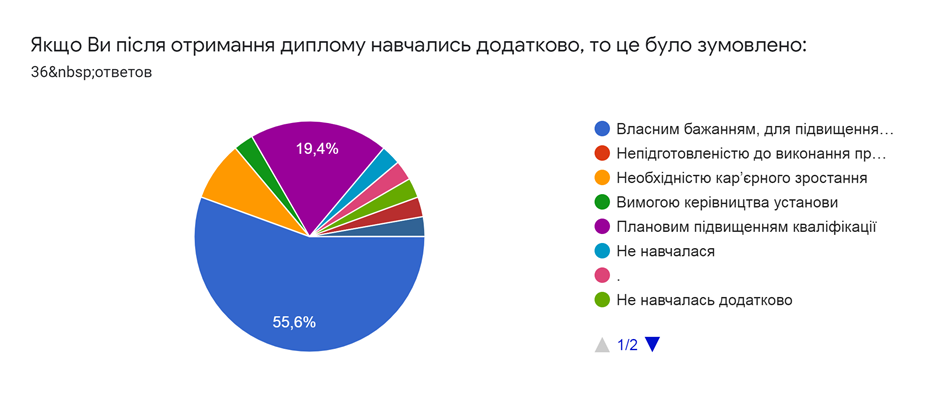 Якщо Ви після отримання диплому навчались додатково, то це було зумовлено:
36&nbsp;ответов
19,4%
55,6%
Власним бажанням, для підвищення…
Непідготовленістю до виконання пр…
Необхідністю кар’єрного зростання
Вимогою керівництва установи
Плановим підвищенням кваліфікації
Не навчалася
.
Не навчалась додатково
1/2